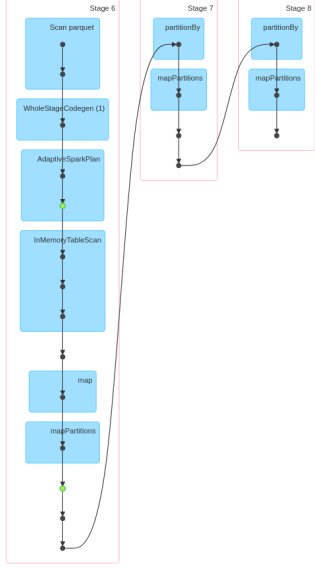 Stage 6
Scan parquet
WholeStageCodegen (1)
AdaptiveSparkPlan
InMemoryTableScan
map
mapPartitions
Stage 7
partitionBy
mapPartitions
Stage 8
partitionBy
mapPartitions